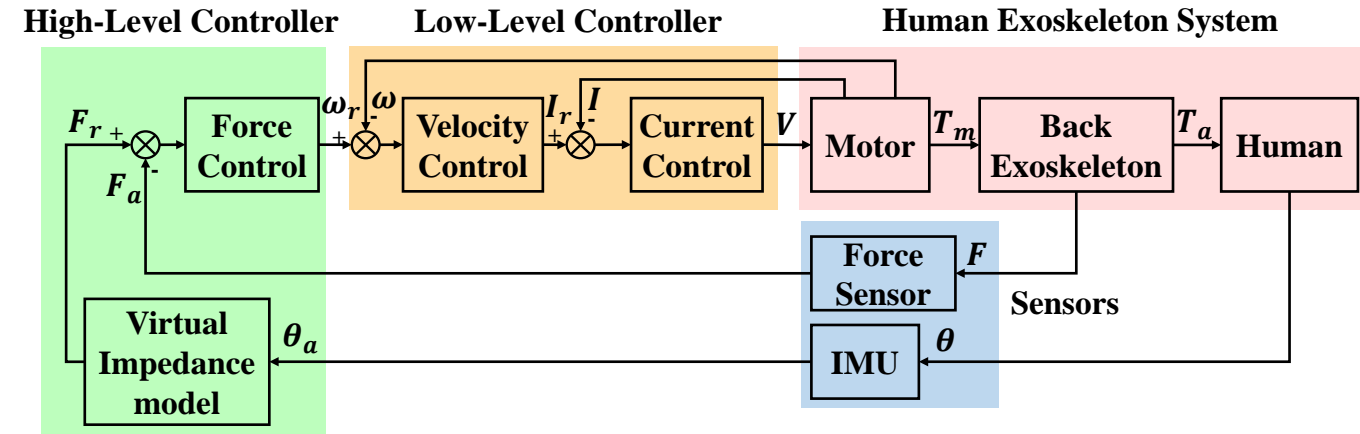 High-Level Controller
Low-Level Controller
Human Exoskeleton System
F_r +
-
F_a
Force
Control
ω_r
+
ω
-
Velocity
Control
I_r
+
I
-
Current
Control
V
Motor
T_m
Back
Exoskeleton
T_a
Human
Force
Sensor
F
Sensors
Virtual
Impedance
model
θ_a
IMU
θ